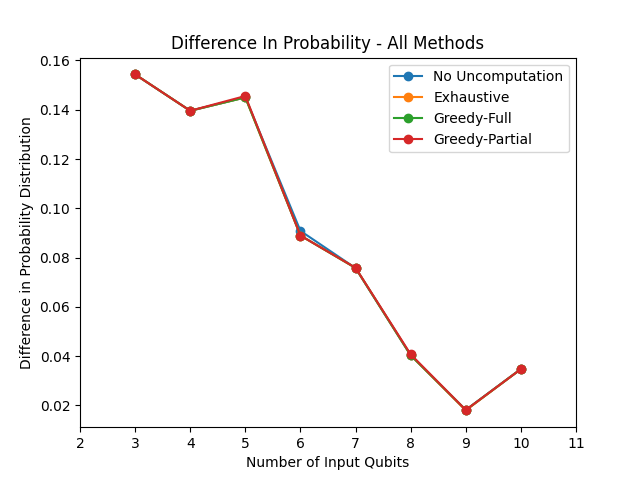 Difference In Probability - All Methods
0.16
0.14
0.12
0.10
0.08
0.06
0.04
0.02
Difference in Probability Distribution
No Uncomputation
Exhaustive
Greedy-Full
Greedy-Partial
2 3 4 5 6 7 8 9 10 11
Number of Input Qubits